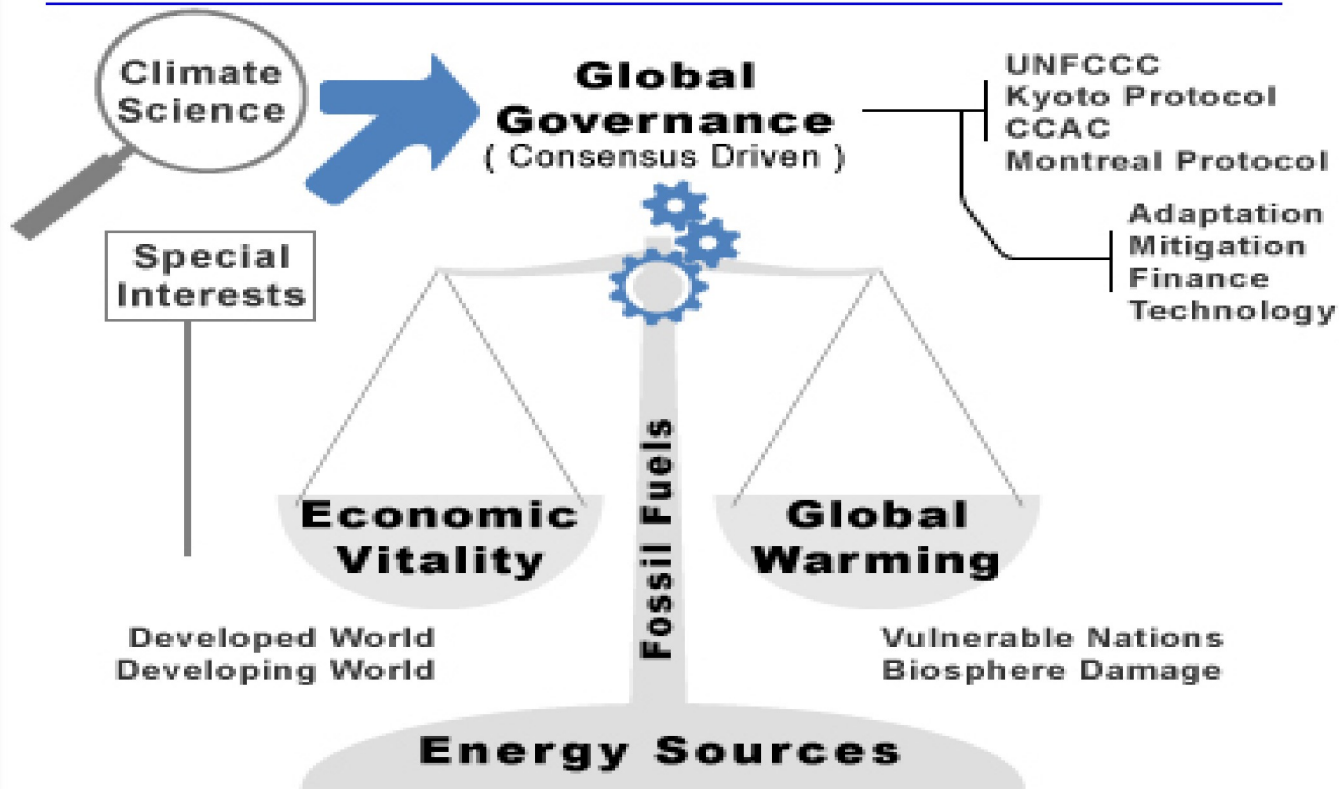 Climate
Science
Global
Governance
( Consensus Driven )
UNFCCC
Kyoto Protocol
CCAC
Montreal Protocol
Adaptation
Mitigation
Finance
Technology
Special
Interests
Economic
Vitality
Fossil Fuels
Global
Warming
Developed World
Developing World
Vulnerable Nations
Biosphere Damage
Energy Sources